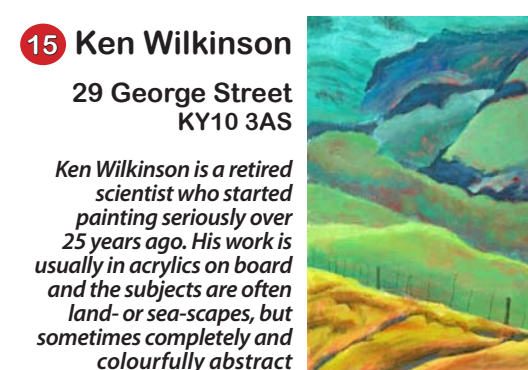 15 Ken Wilkinson
29 George Street
KY10 3AS
Ken Wilkinson is a retired
scientist who started
painting seriously over
25 years ago. His work is
usually in acrylics on board
and the subjects are often
land- or sea-scapes, but
sometimes completely and
colourfully abstract